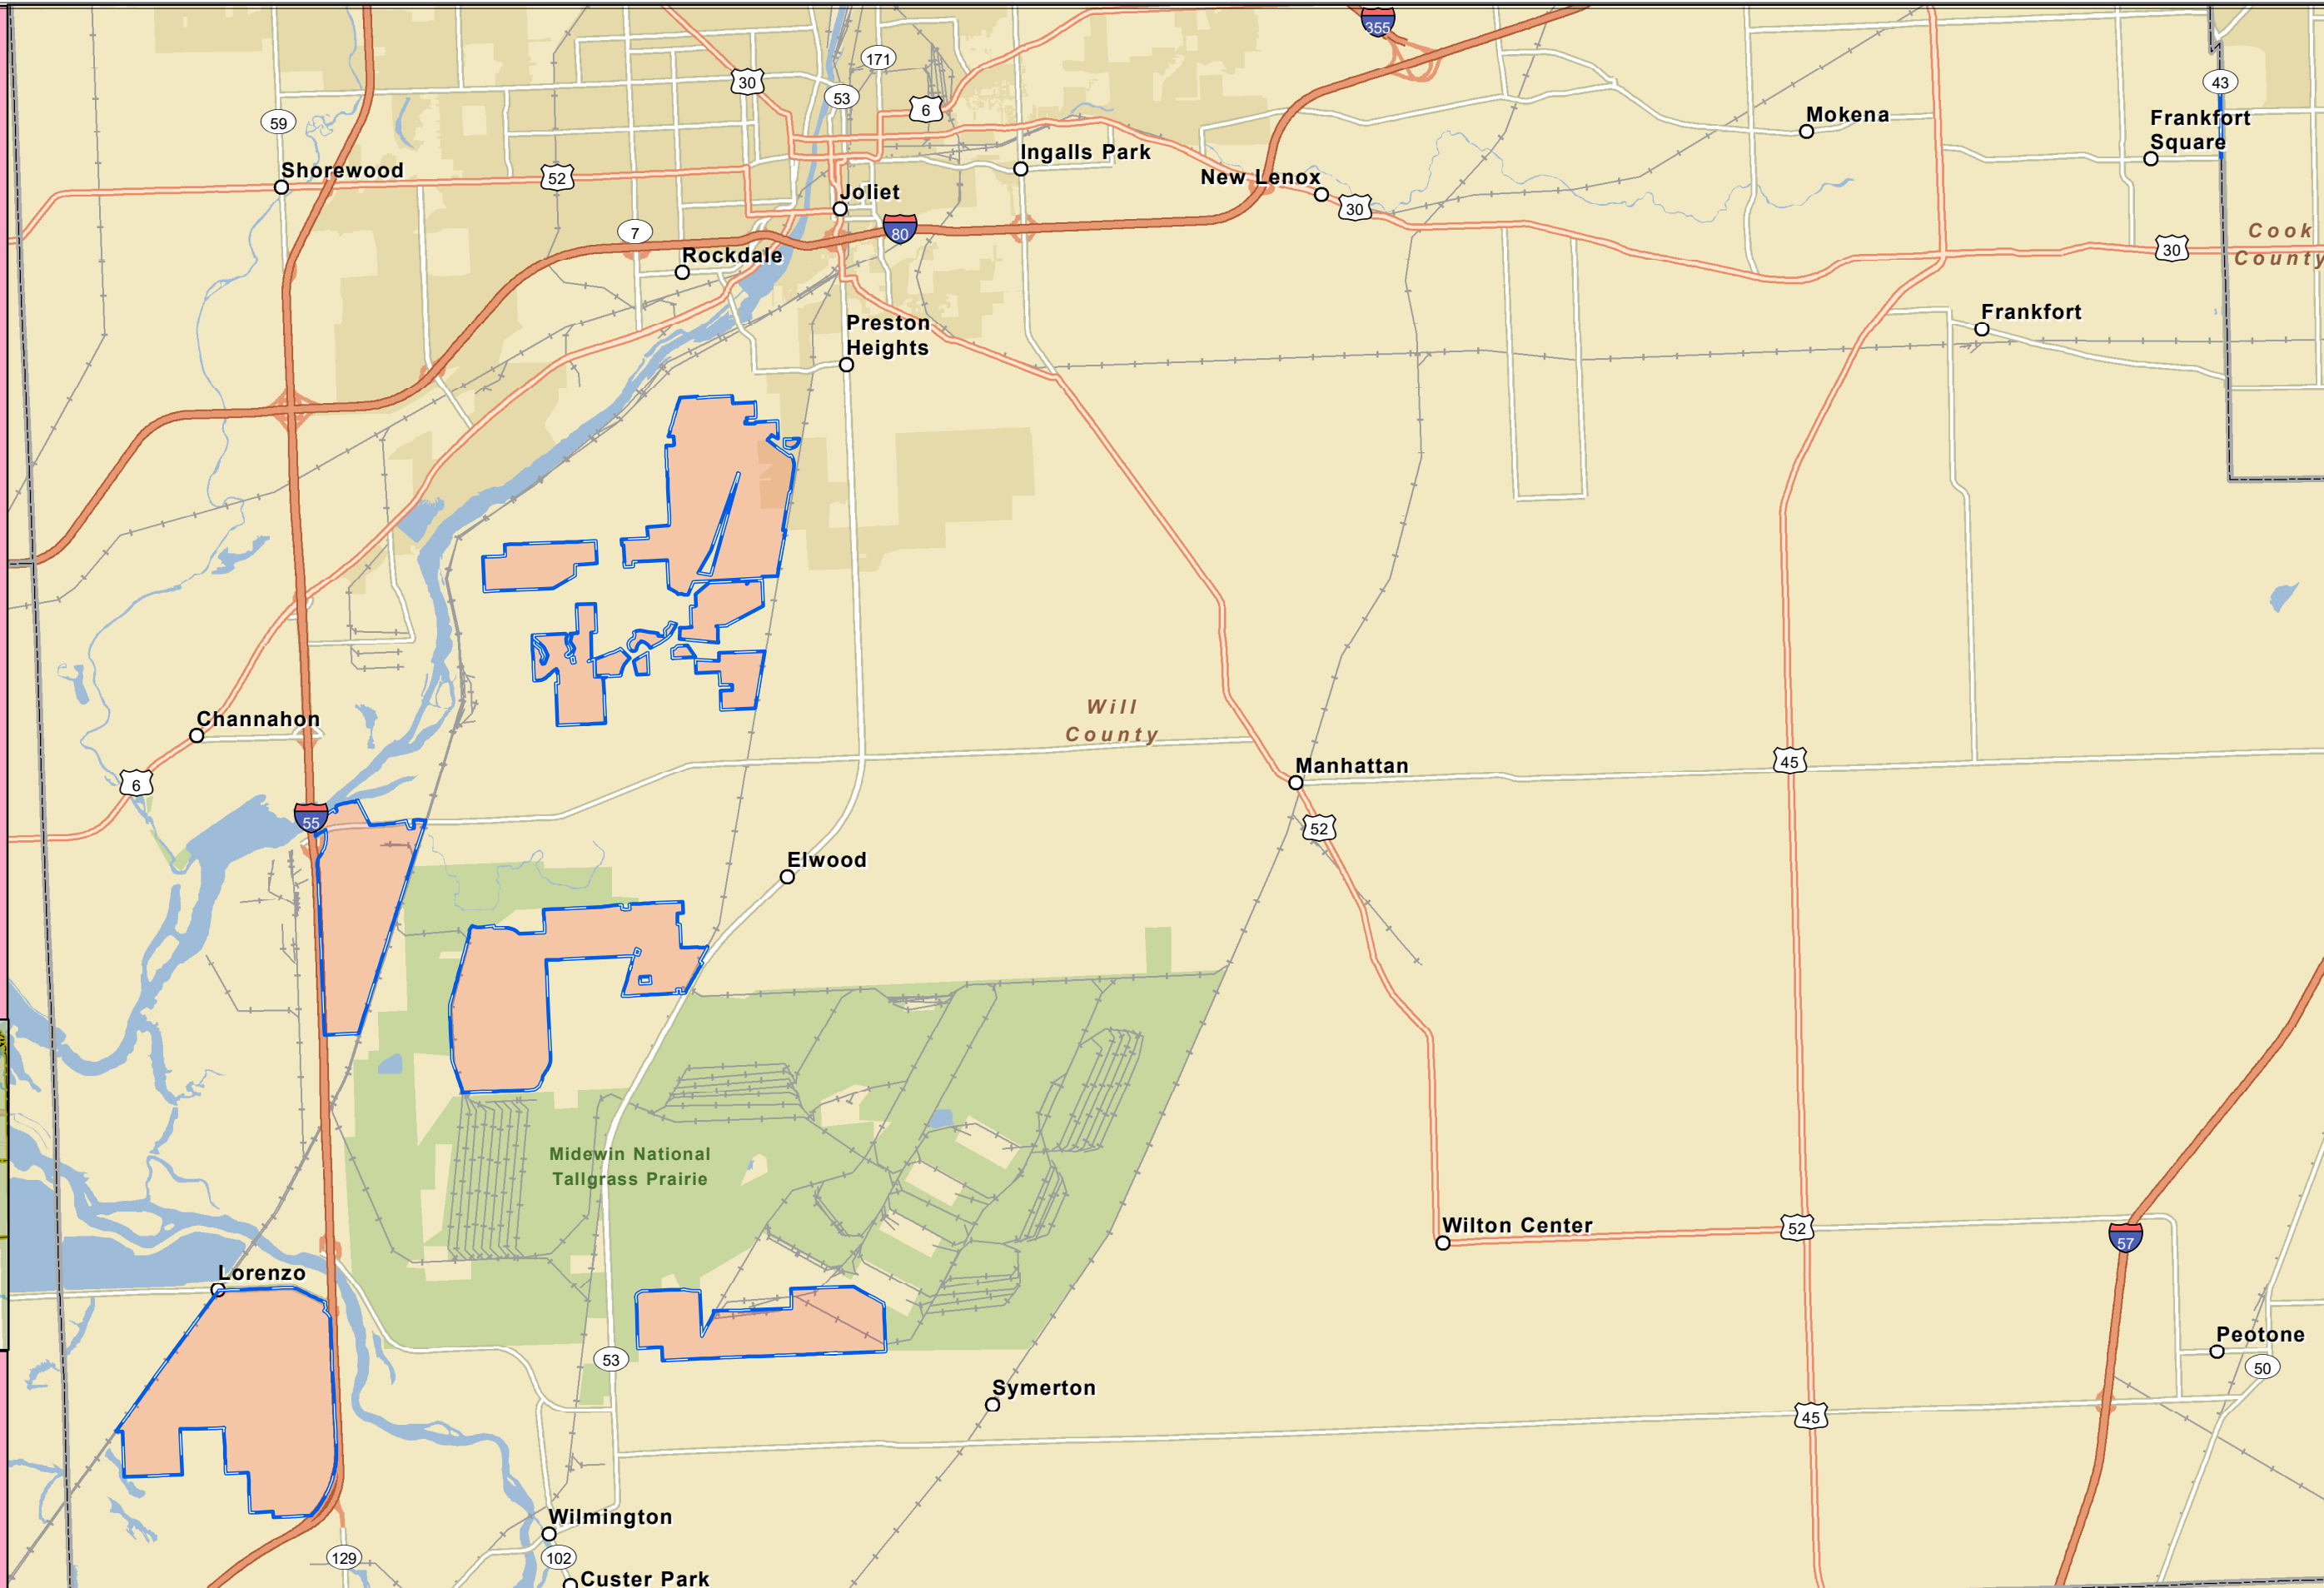 355
171
30
53
6
43
59
Mokena
Frankfort
Square
Ingalls Park
Shorewood
52
New Lenox
Joliet
30
7
80
Cook
County
30
Rockdale
Frankfort
Preston
Heights
Will
County
Channahon
Manhattan
45
6
55
52
Elwood
Midewin National
Tallgrass Prairie
Wilton Center
52
57
Lorenzo
Peotone
53
50
Symerton
45
Wilmington
129
102
Custer Park